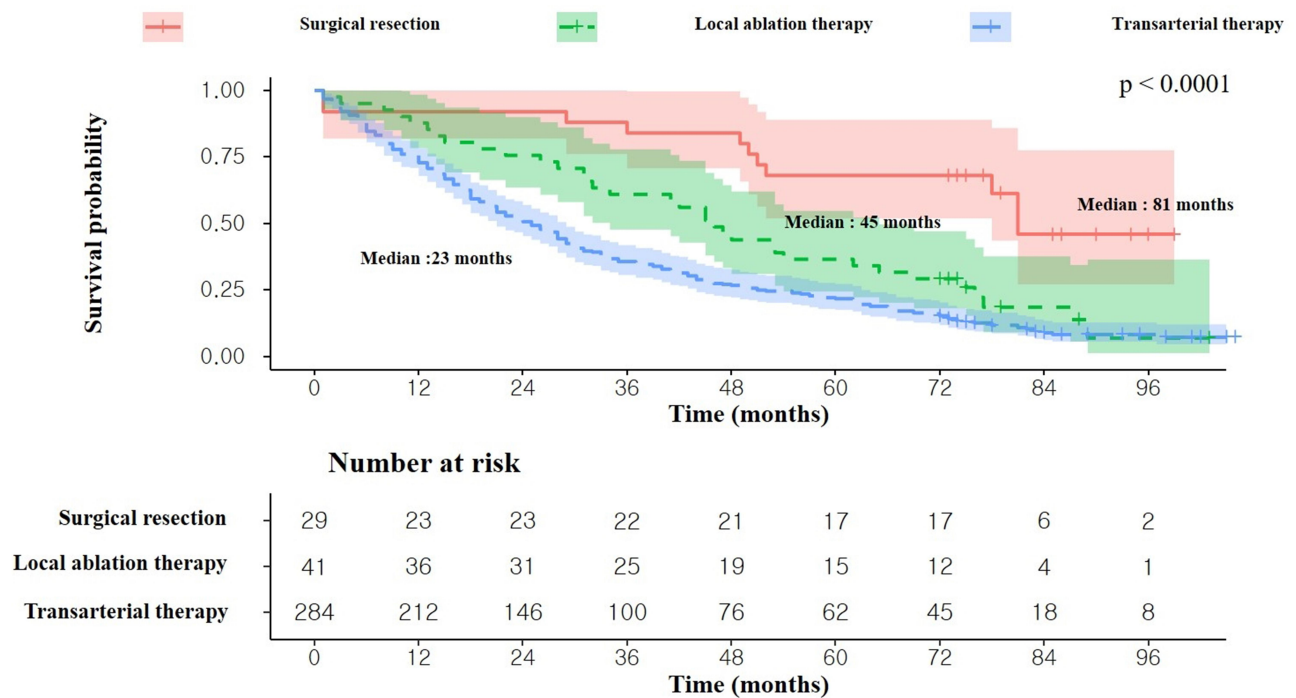 Surgical resection Local ablation therapy Transarterial therapy
p < 0.0001
Survival probability
1.00
0.75
0.50
0.25
0.00
Median : 81 months
Median : 45 months
Median :23 months
0 12 24 36 48 60 72 84 96
Time (months)
Number at risk
Surgical resection 29 23 23 22 21 17 17 6 2
Local ablation therapy 41 36 31 25 19 15 12 4 1
Transarterial therapy 284 212 146 100 76 62 45 18 8
0 12 24 36 48 60 72 84 96
Time (months)